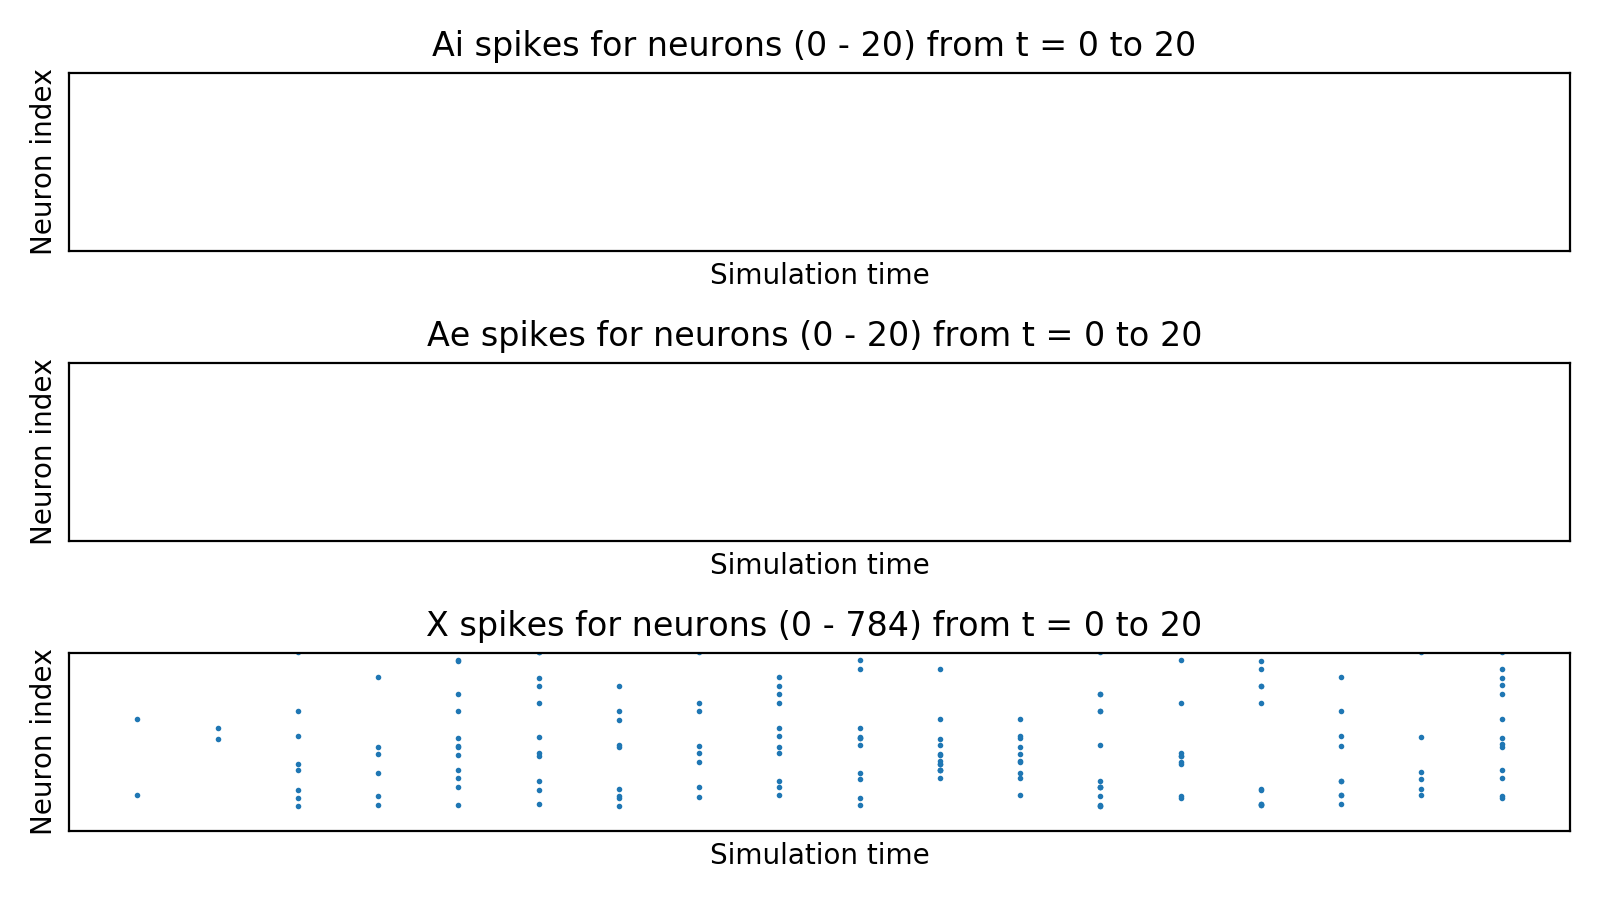 Ai spikes for neurons (0 - 20) from t = 0 to 20
Neuron index
Simulation time
Ae spikes for neurons (0 - 20) from t = 0 to 20
Neuron index
Simulation time
X spikes for neurons (0 - 784) from t = 0 to 20
Neuron index
Simulation time